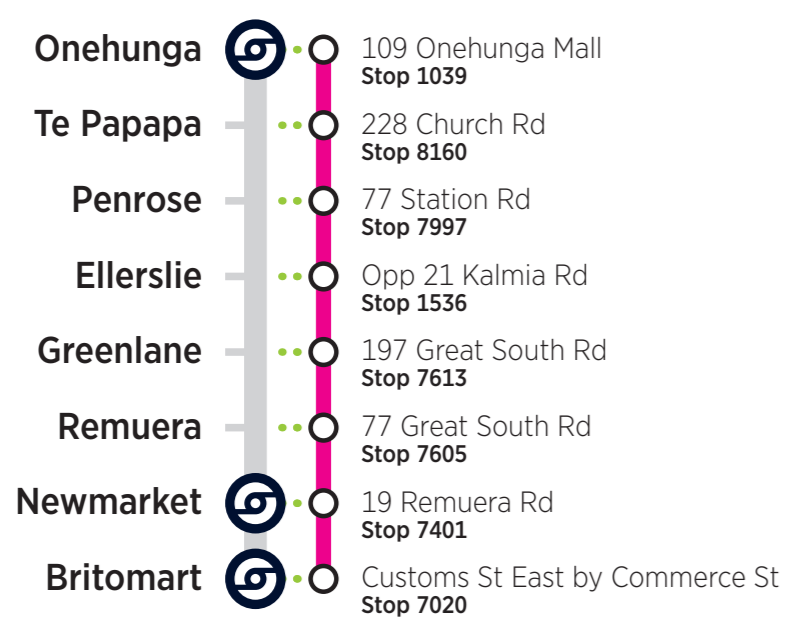 Onehunga
109 Onehunga Mall
Stop 1039
Te Papapa
228 Church Rd
Stop 8160
Penrose
77 Station Rd
Stop 7997
Ellerslie
Opp 21 Kalmia Rd
Stop 1536
Greenlane
197 Great South Rd
Stop 7613
Remuera
77 Great South Rd
Stop 7605
Newmarket
19 Remuera Rd
Stop 7401
Britomart
Customs St East by Commerce St
Stop 7020